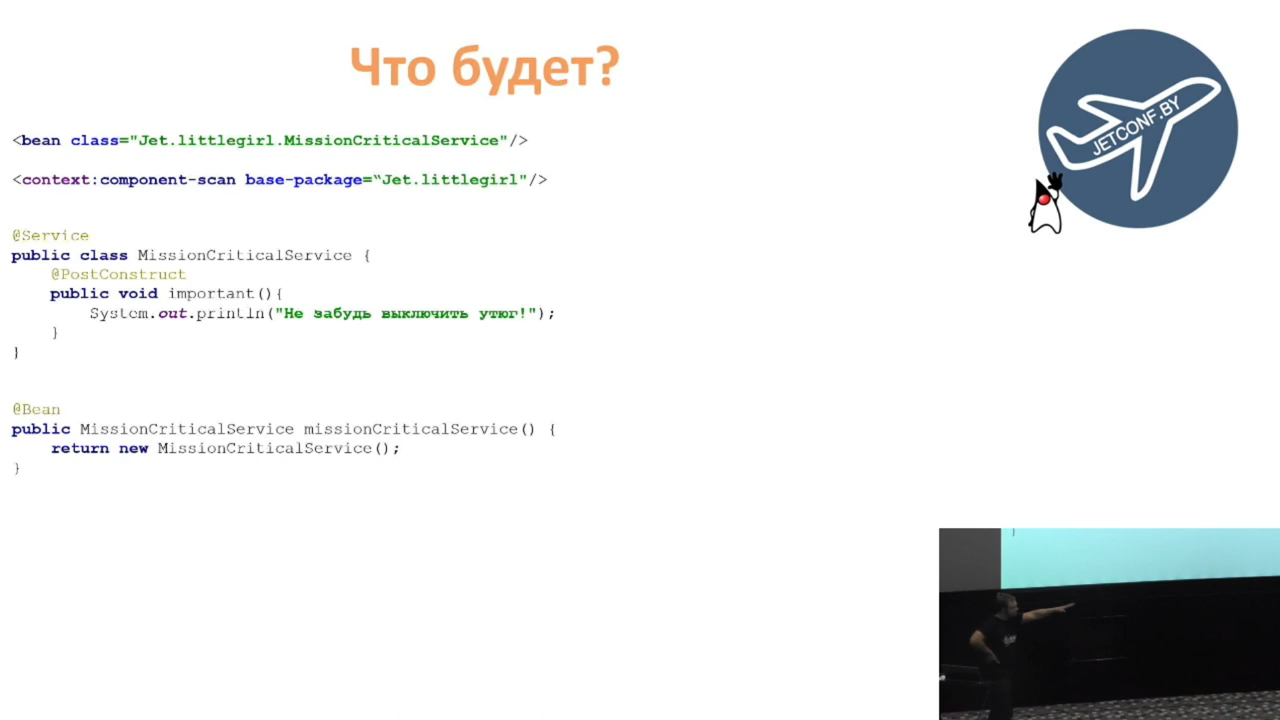 Что будет?
JETCONF.BY
<bean class="Jet.littlegirl.MissionCriticalService"/>
<context:component-scan base-package=“Jet.littlegirl"/>
@Service
public class MissionCriticalService {
@PostConstruct
public void important(){
System.out.println("Не забудь выключить утюг!");
}
}
@Bean
public MissionCriticalService missionCriticalService() {
return new MissionCriticalService();
}